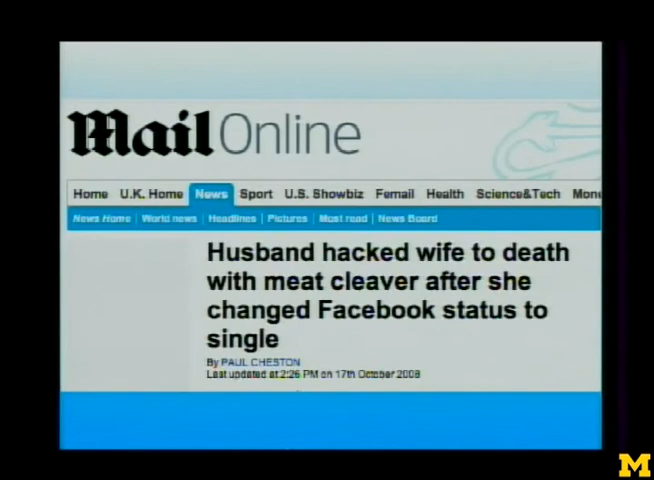 Mail Online
Home U.K. Home News Sport U.S. Showbiz Femail Health Science&Tech Mone
News Home | World news | Headlines | Pictures | Most read | News Board
Husband hacked wife to death
with meat cleaver after she
changed Facebook status to
single
By PAUL CHESTON
Last updated at 2:26 PM on 17th October 2008
M